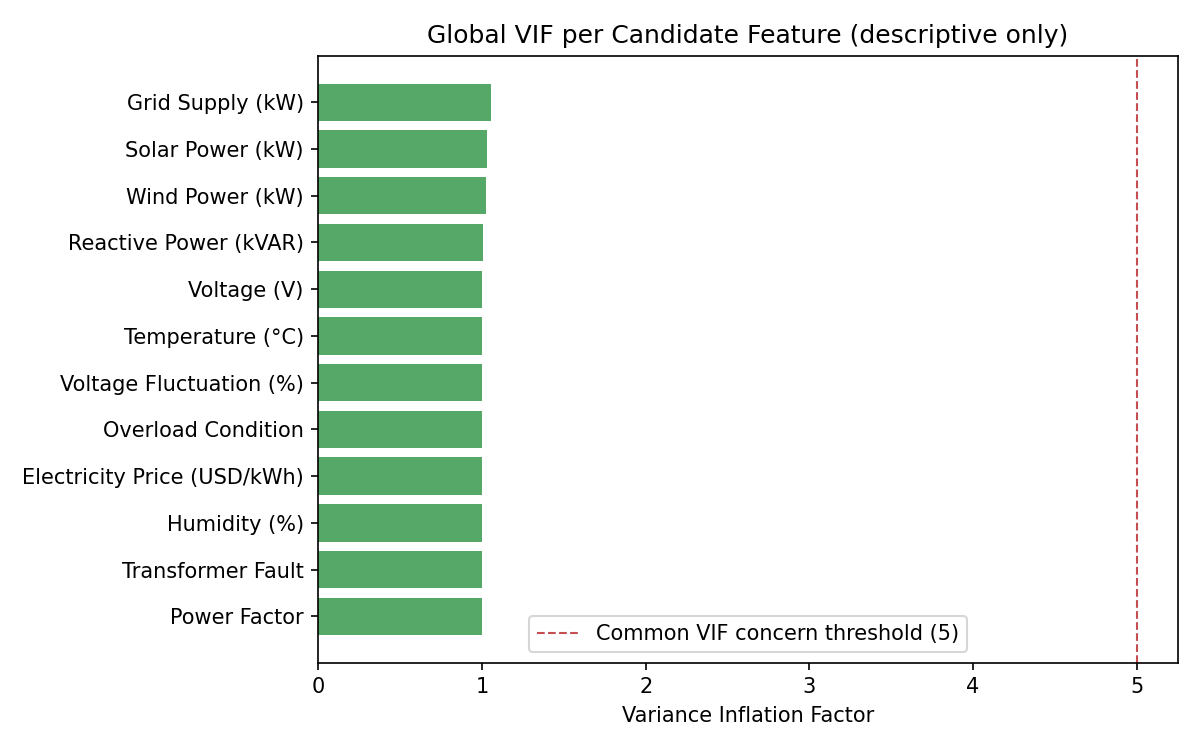 Global VIF per Candidate Feature (descriptive only)
Grid Supply (kW)
Solar Power (kW)
Wind Power (kW)
Reactive Power (kVAR)
Voltage (V)
Temperature (°C)
Voltage Fluctuation (%)
Overload Condition
Electricity Price (USD/kWh)
Humidity (%)
Transformer Fault
Power Factor
Common VIF concern threshold (5)
0 1 2 3 4 5
Variance Inflation Factor